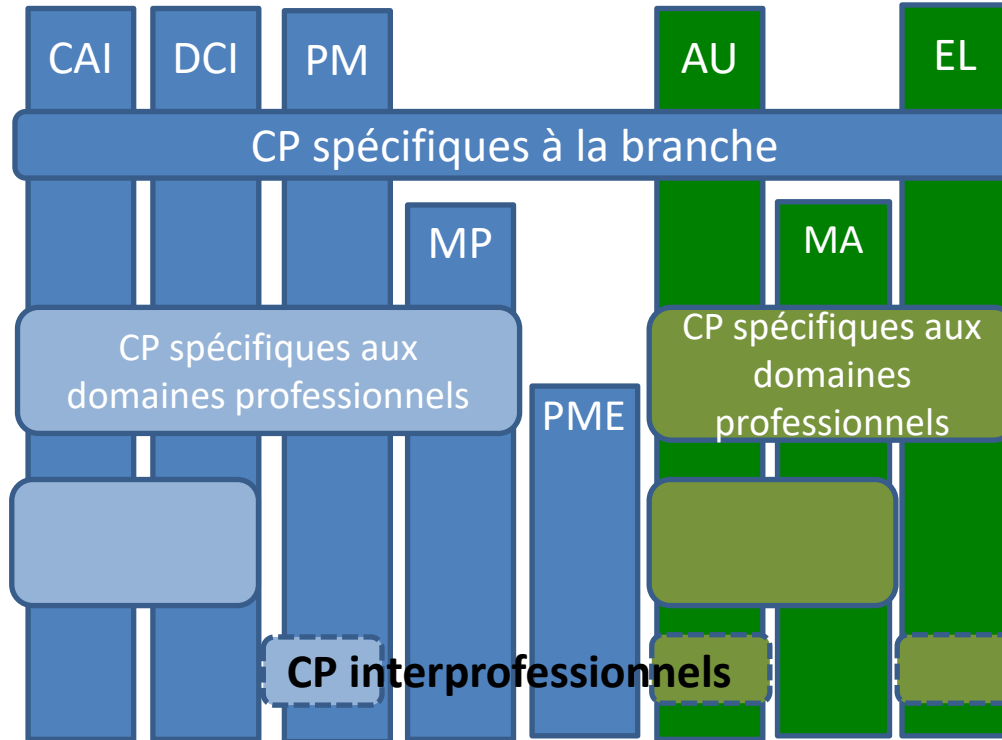 CAI DCI PM AU EL
CP spécifiques à la branche
MP MA
CP spécifiques aux
domaines professionnels
CP spécifiques aux
domaines
professionnels
PME
CP interprofessionnels